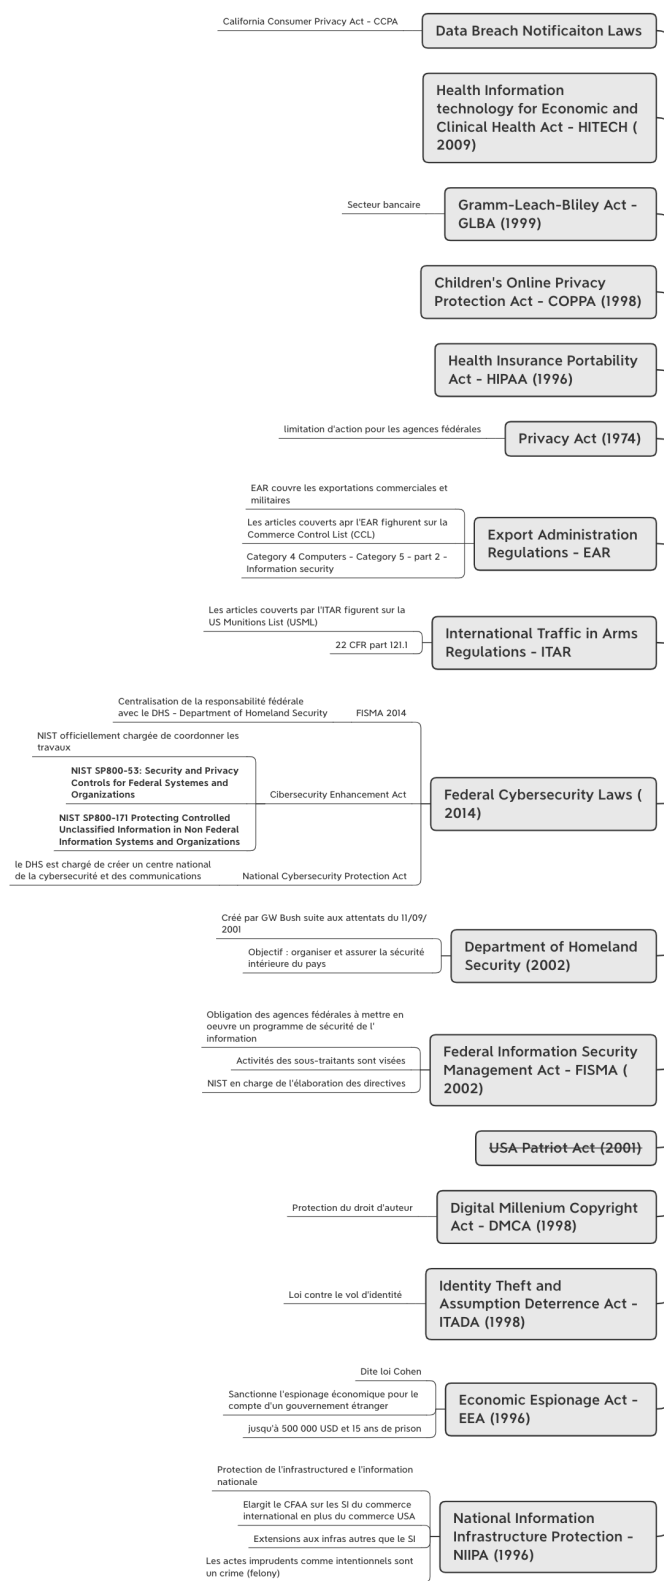 California Consumer Privacy Act - CCPA
Data Breach Notificaiton Laws
Health Information
technology for Economic and
Clinical Health Act - HITECH (
2009)
Secteur bancaire
Gramm-Leach-Bliley Act -
GLBA (1999)
Children's Online Privacy
Protection Act - COPPA (1998)
Health Insurance Portability
Act - HIPAA (1996)
limitation d'action pour les agences fédérales
Privacy Act (1974)
EAR couvre les exportations commerciales et
militaires
Les articles couverts apr l'EAR fighurent sur la
Commerce Control List (CCL)
Category 4 Computers - Category 5 - part 2 -
Information security
Export Administration
Regulations - EAR
Les articles couverts par l'ITAR figurent sur la
US Munitions List (USML)
22 CFR part 121.1
International Traffic in Arms
Regulations - ITAR
Centralisation de la responsabilité fédérale
avec le DHS - Department of Homeland Security
FISMA 2014
NIST officiellement chargée de coordonner les
travaux
NIST SP800-53: Security and Privacy
Controls for Federal Systemes and
Organizations
NIST SP800-171 Protecting Controlled
Unclassified Information in Non Federal
Information Systems and Organizations
Cibersecurity Enhancement Act
le DHS est chargé de créer un centre national
de la cybersecurité et des communications
National Cybersecurity Protection Act
Federal Cybersecurity Laws (
2014)
Créé par GW Bush suite aux attentats du 11/09/
2001
Objectif : organiser et assurer la sécurité
intérieure du pays
Department of Homeland
Security (2002)
Obligation des agences fédérales à mettre en
oeuvre un programme de sécurité de l'
information
Activités des sous-traitants sont visées
NIST en charge de l'élaboration des directives
Federal Information Security
Management Act - FISMA (
2002)
USA Patriot Act (2001)
Protection du droit d'auteur
Digital Millenium Copyright
Act - DMCA (1998)
Loi contre le vol d'identité
Identity Theft and
Assumption Deterrence Act -
ITADA (1998)
Dite loi Cohen
Sanctionne l'espionage économique pour le
compte d'un gouvernement étranger
jusqu'à 500 000 USD et 15 ans de prison
Economic Espionage Act -
EEA (1996)
Protection de l'infrastructured e l'information
nationale
Elargit le CFAA sur les SI du commerce
international en plus du commerce USA
Extensions aux infras autres que le SI
Les actes imprudents comme intentionnels sont
un crime (felony)
National Information
Infrastructure Protection -
NIIPA (1996)